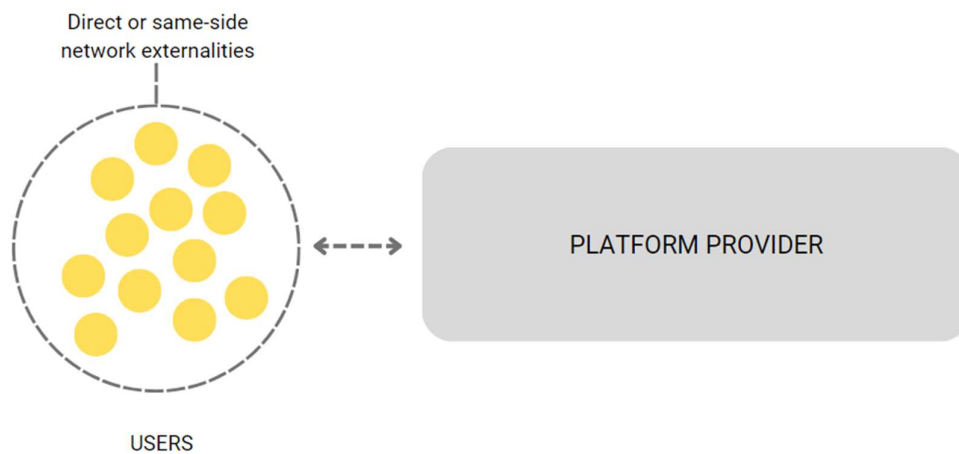 Direct or same-side
network externalities
PLATFORM PROVIDER
USERS